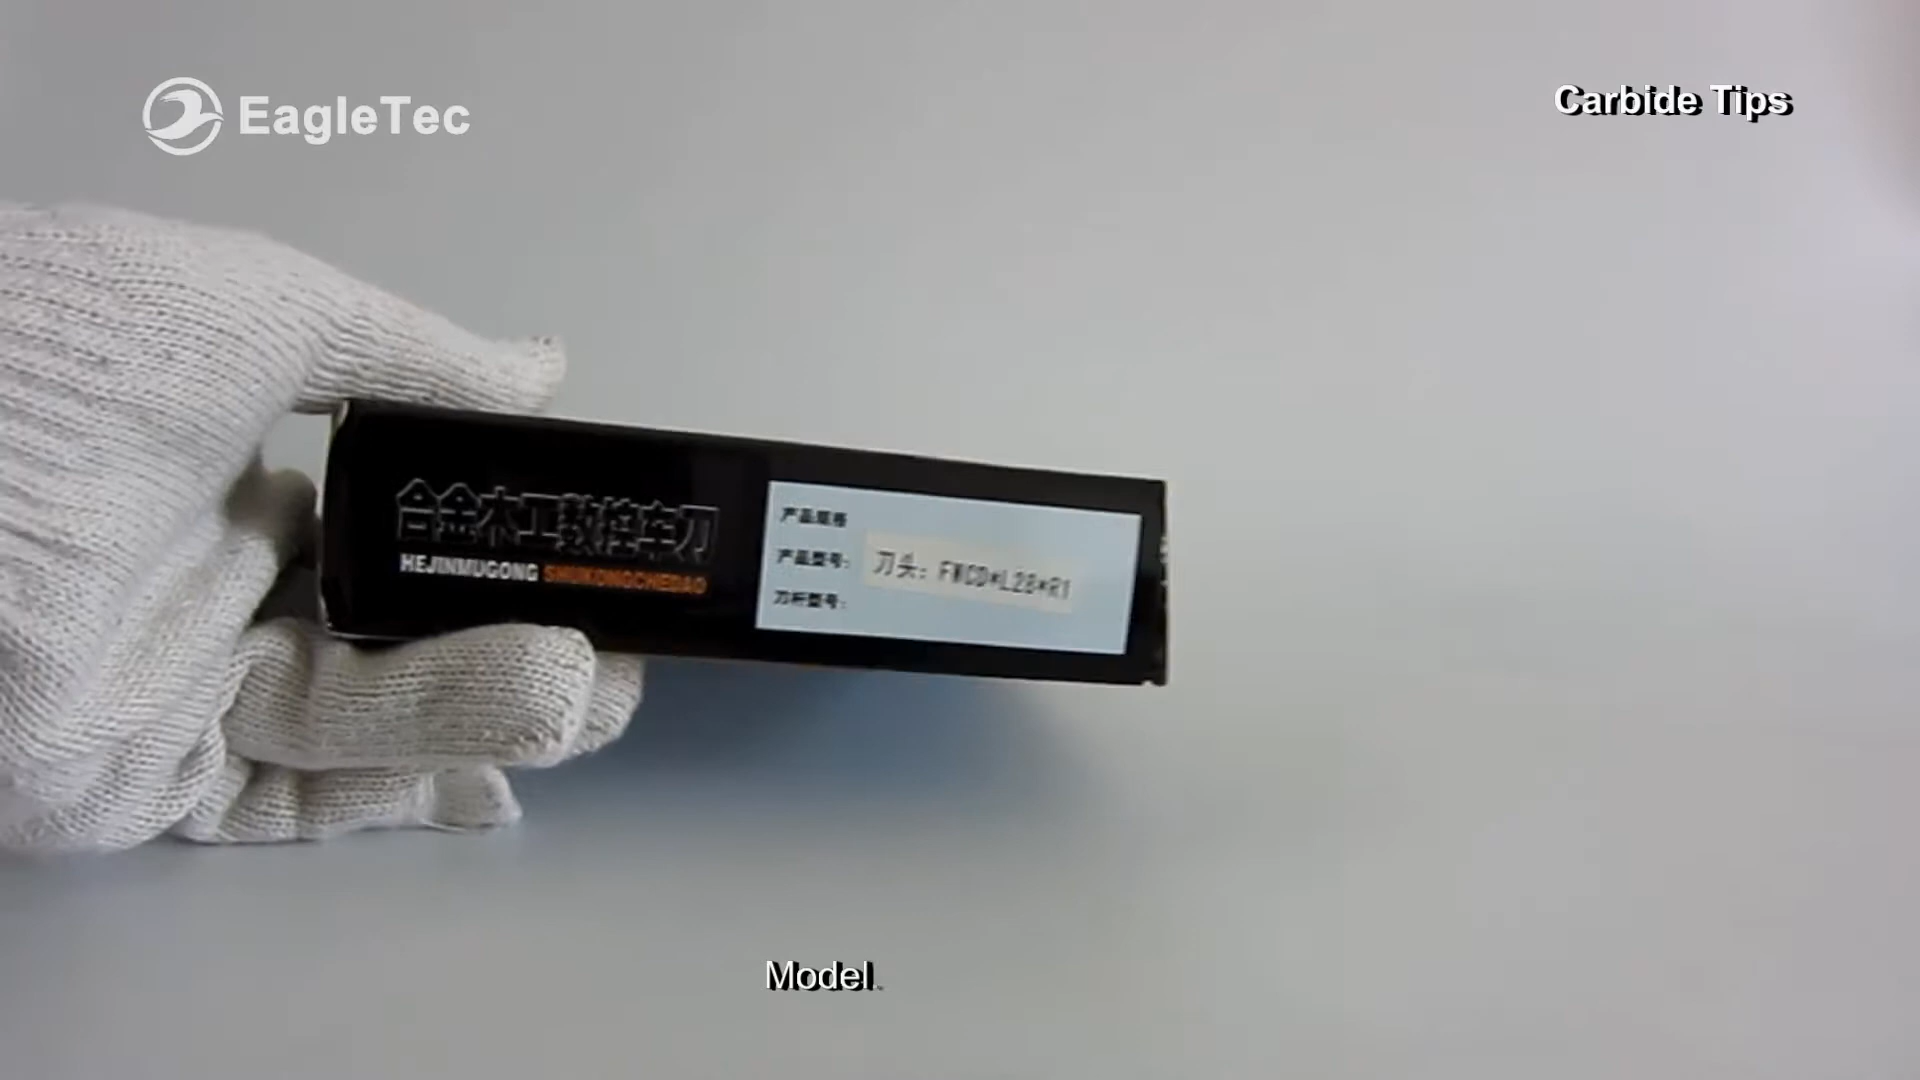 EagleTec
Carbide Tips
合金木工数控车刀
HEJINMUGONG SHUKONGCHEDAO
产品规格
产品型号: 刀头: FWCD*L28*R1
刀杆型号:
Model